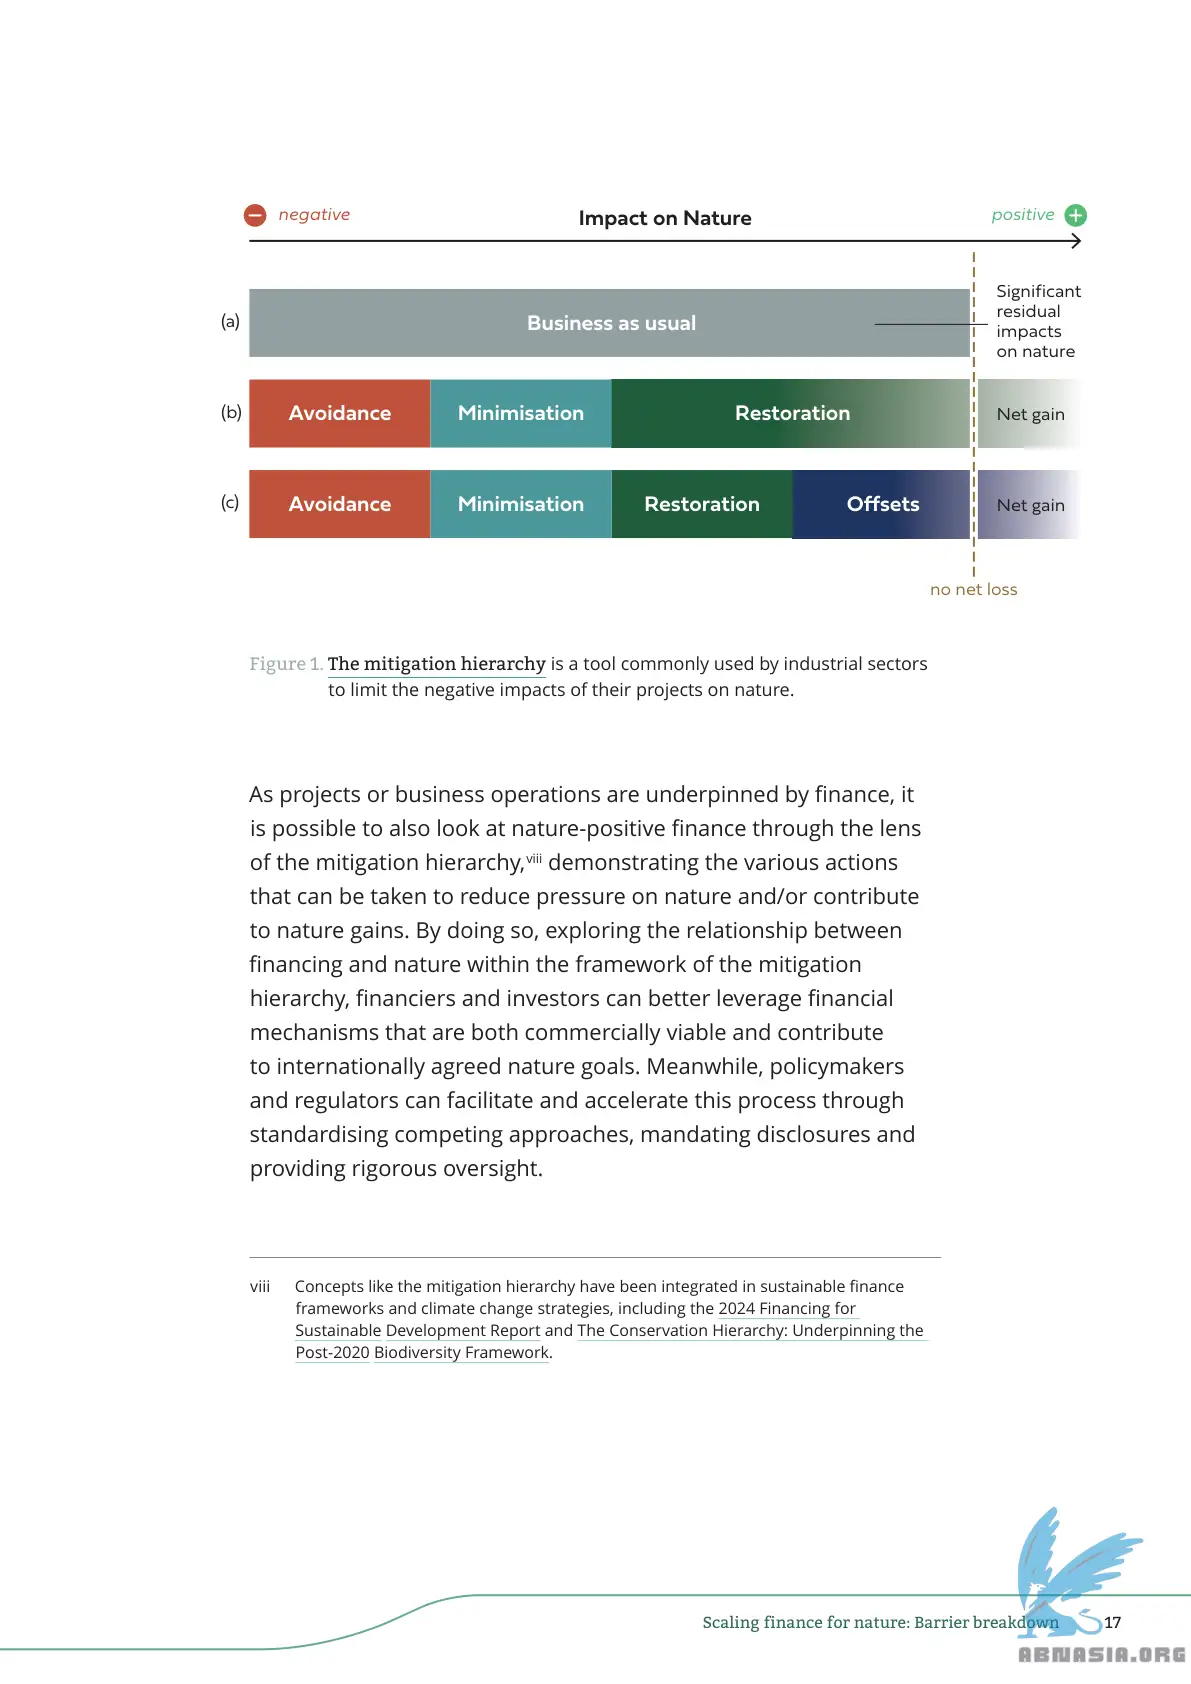 negative
Impact on Nature
positive
(a)
Business as usual
Significant
residual
impacts
on nature
(b)
Avoidance
Minimisation
Restoration
Net gain
(c)
Avoidance
Minimisation
Restoration
Offsets
Net gain
no net loss
Figure 1. The mitigation hierarchy is a tool commonly used by industrial sectors
to limit the negative impacts of their projects on nature.
As projects or business operations are underpinned by finance, it
is possible to also look at nature-positive finance through the lens
of the mitigation hierarchy,viii demonstrating the various actions
that can be taken to reduce pressure on nature and/or contribute
to nature gains. By doing so, exploring the relationship between
financing and nature within the framework of the mitigation
hierarchy, financiers and investors can better leverage financial
mechanisms that are both commercially viable and contribute
to internationally agreed nature goals. Meanwhile, policymakers
and regulators can facilitate and accelerate this process through
standardising competing approaches, mandating disclosures and
providing rigorous oversight.
viii Concepts like the mitigation hierarchy have been integrated in sustainable finance
frameworks and climate change strategies, including the 2024 Financing for
Sustainable Development Report and The Conservation Hierarchy: Underpinning the
Post-2020 Biodiversity Framework.
Scaling finance for nature: Barrier breakdown 17
ABNASIA.ORG